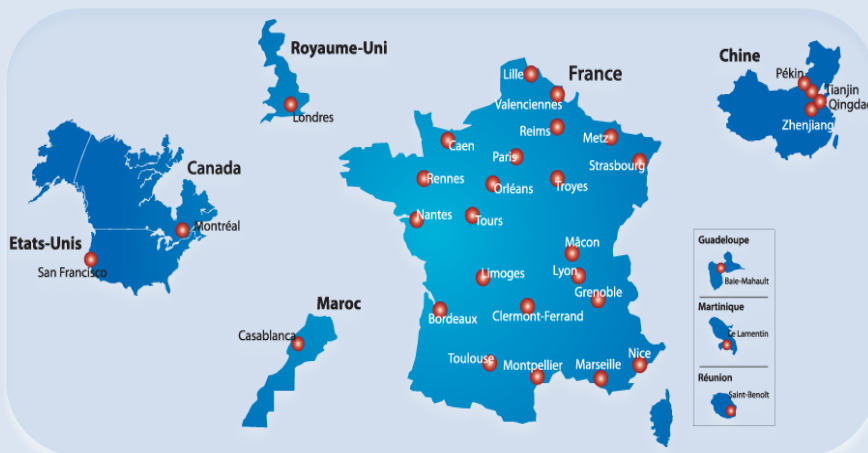 Royaume-Uni
Londres
Canada
Montréal
Etats-Unis
San Francisco
Maroc
Casablanca
France
Lille
Valenciennes
Reims
Metz
Caen
Paris
Strasbourg
Rennes
Orléans
Troyes
Nantes
Tours
Mâcon
Limoges
Lyon
Grenoble
Bordeaux
Clermont-Ferrand
Toulouse
Montpellier
Marseille
Nice
Chine
Pékin
Tianjin
Qingdao
Zhenjiang
Guadeloupe
Baie-Mahault
Martinique
Le Lamentin
Réunion
Saint-Benoît